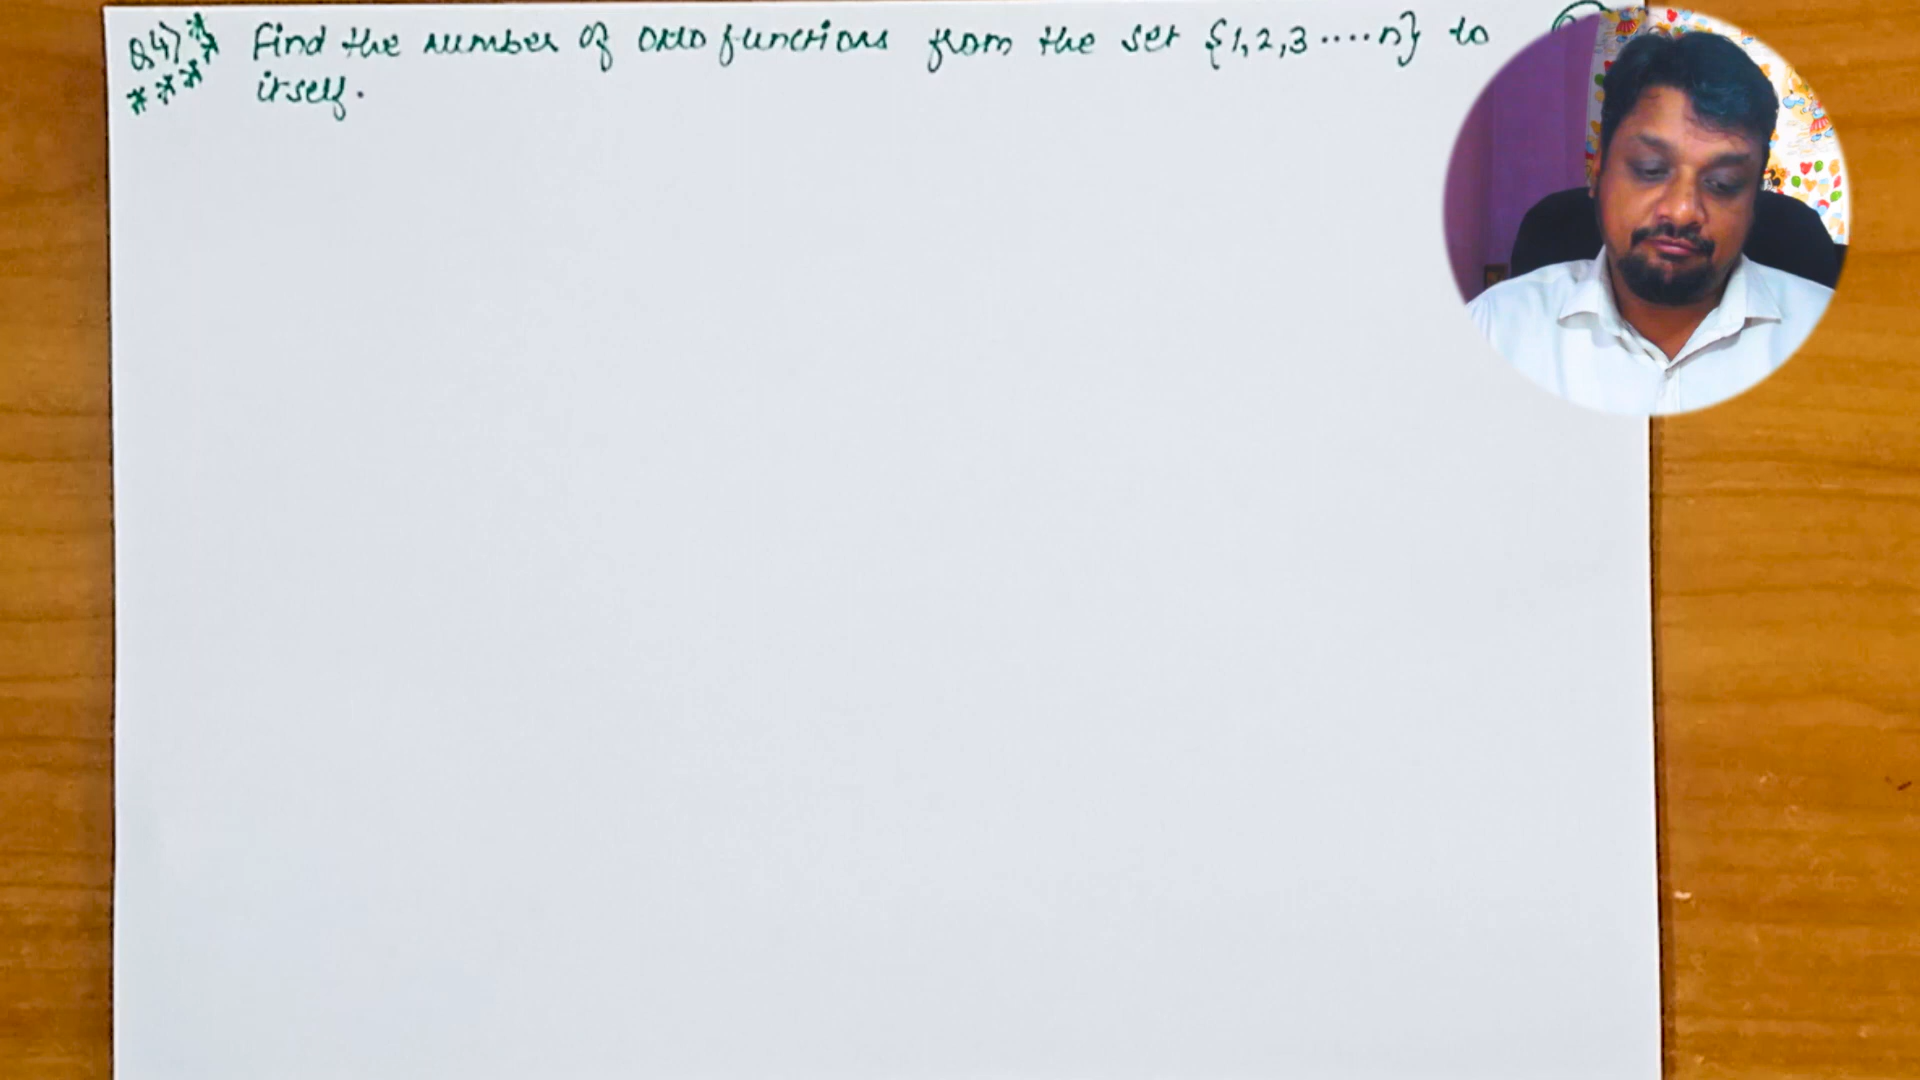 Q4) Find the number of onto functions from the set {1,2,3 ....n} to
itself.